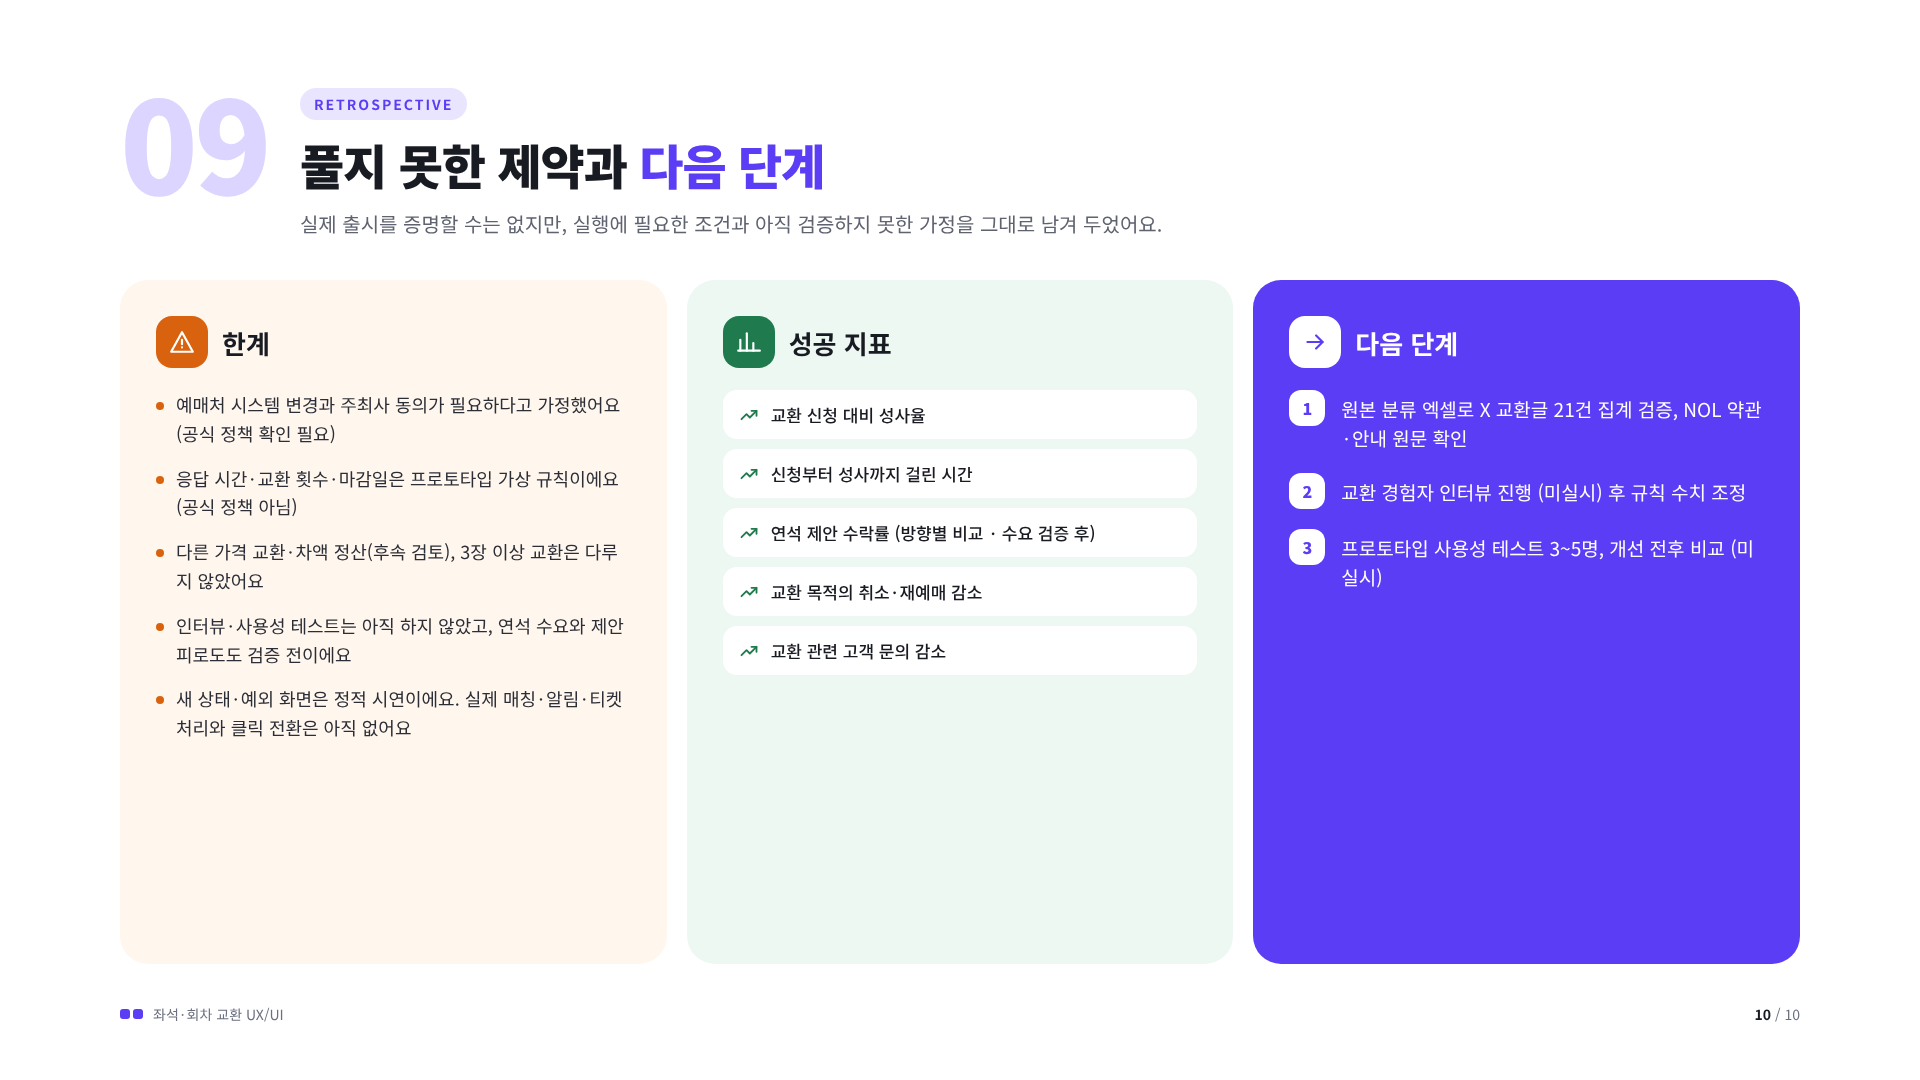 09
RETROSPECTIVE
풀지 못한 제약과 다음 단계
실제 출시를 증명할 수는 없지만, 실행에 필요한 조건과 아직 검증하지 못한 가정을 그대로 남겨 두었어요.
한계
예매처 시스템 변경과 주최사 동의가 필요하다고 가정했어요
(공식 정책 확인 필요)
응답 시간·교환 횟수·마감일은 프로토타입 가상 규칙이에요
(공식 정책 아님)
다른 가격 교환·차액 정산(후속 검토), 3장 이상 교환은 다루
지 않았어요
인터뷰·사용성 테스트는 아직 하지 않았고, 연석 수요와 제안
피로도도 검증 전이에요
새 상태·예외 화면은 정적 시연이에요. 실제 매칭·알림·티켓
처리와 클릭 전환은 아직 없어요
성공 지표
교환 신청 대비 성사율
신청부터 성사까지 걸린 시간
연석 제안 수락률 (방향별 비교 · 수요 검증 후)
교환 목적의 취소·재예매 감소
교환 관련 고객 문의 감소
다음 단계
1 원본 분류 엑셀로 X 교환글 21건 집계 검증, NOL 약관
·안내 원문 확인
2 교환 경험자 인터뷰 진행 (미실시) 후 규칙 수치 조정
3 프로토타입 사용성 테스트 3~5명, 개선 전후 비교 (미
실시)
좌석·회차 교환 UX/UI
10 / 10